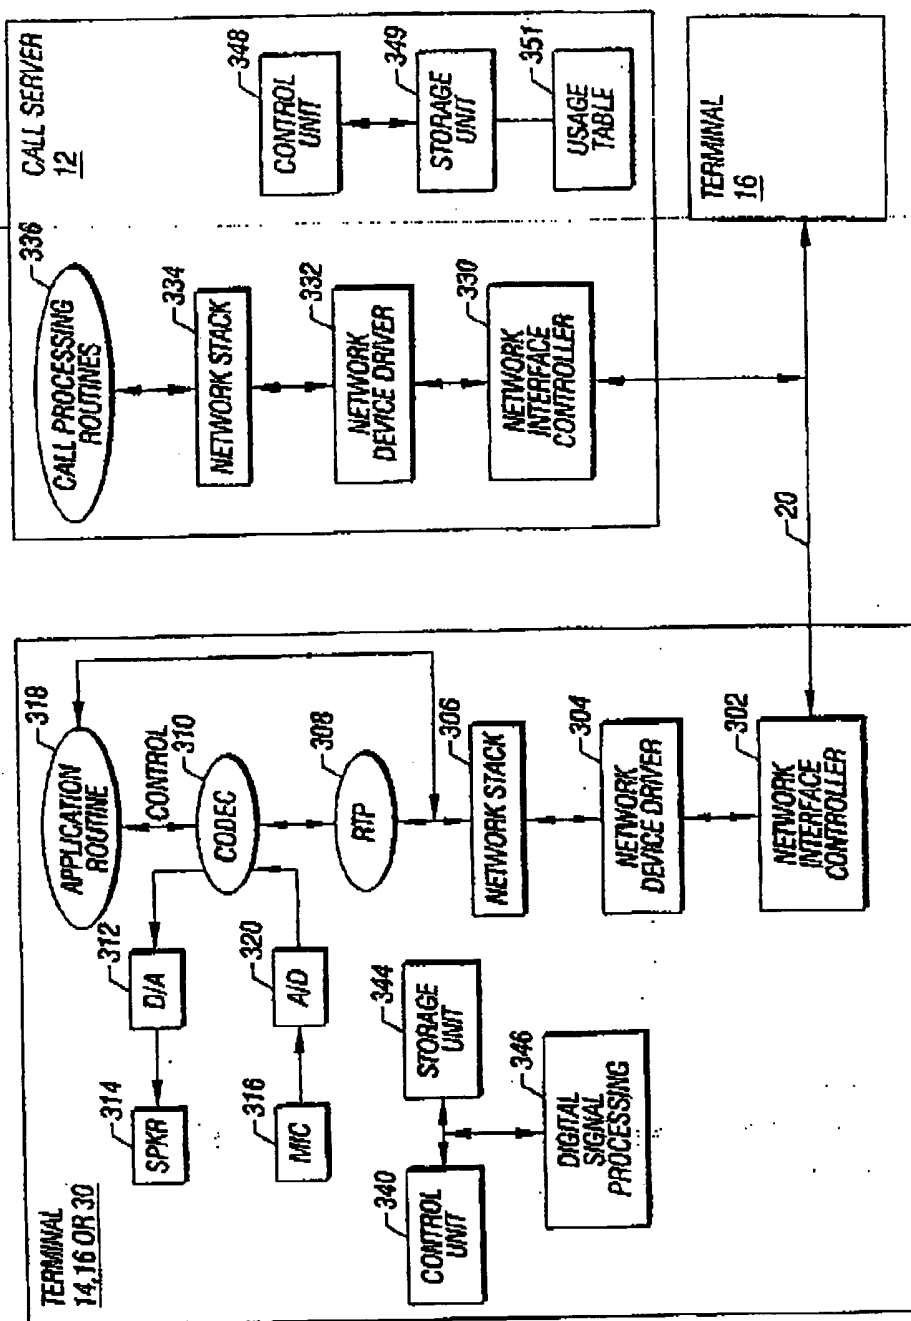 TERMINAL
14,16 OR 30
318
APPLICATION
ROUTINE
CONTROL
310
CODEC
308
RTP
306
NETWORK STACK
304
NETWORK
DEVICE DRIVER
302
NETWORK
INTERFACE
CONTROLLER
312
D/A
314
SPKR
320
A/D
316
MIC
344
STORAGE
UNIT
340
CONTROL
UNIT
346
DIGITAL
SIGNAL
PROCESSING
20
CALL SERVER
12
336
CALL PROCESSING
ROUTINES
334
NETWORK STACK
332
NETWORK
DEVICE DRIVER
330
NETWORK
INTERFACE
CONTROLLER
348
CONTROL
UNIT
349
STORAGE
UNIT
351
USAGE
TABLE
TERMINAL
16